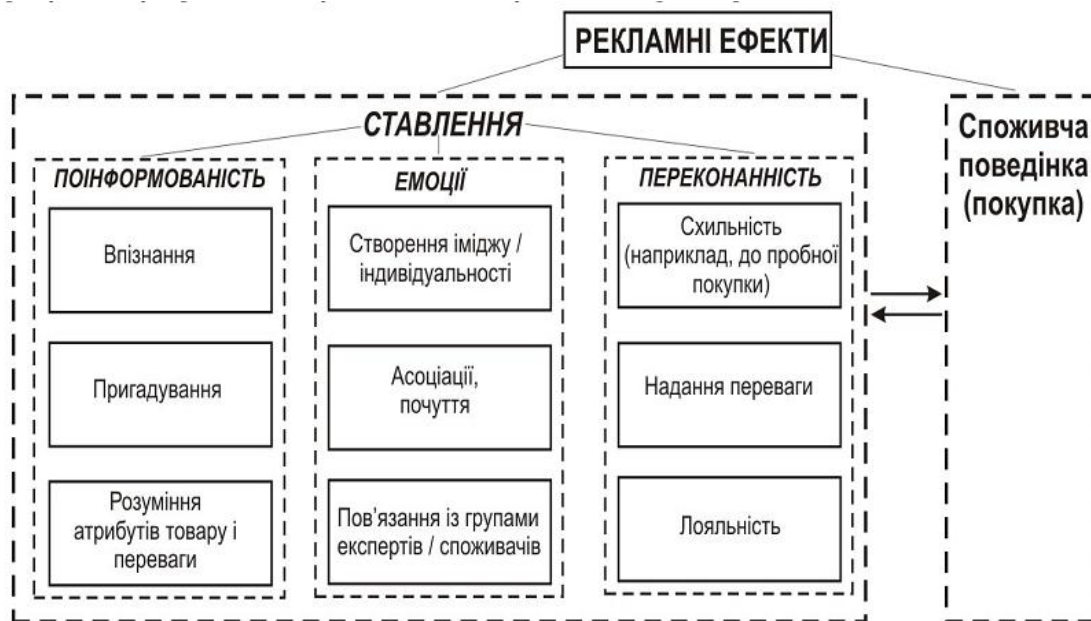 РЕКЛАМНІ ЕФЕКТИ
СТАВЛЕННЯ
ПОІНФОРМОВАНІСТЬ
Впізнання
Пригадування
Розуміння
атрибутів товару і
переваги
ЕМОЦІЇ
Створення іміджу /
індивідуальності
Асоціації,
почуття
Пов’язання із групами
експертів / споживачів
ПЕРЕКОНАННІСТЬ
Схильність
(наприклад, до пробної
покупки)
Надання переваги
Лояльність
Споживча
поведінка
(покупка)